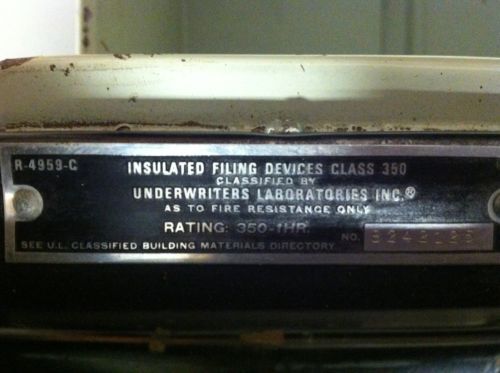 R-4959-C
INSULATED FILING DEVICES CLASS 350
CLASSIFIED BY
UNDERWRITERS LABORATORIES INC.®
AS TO FIRE RESISTANCE ONLY
RATING: 350-1HR.
NO.
SEE U.L. CLASSIFIED BUILDING MATERIALS DIRECTORY